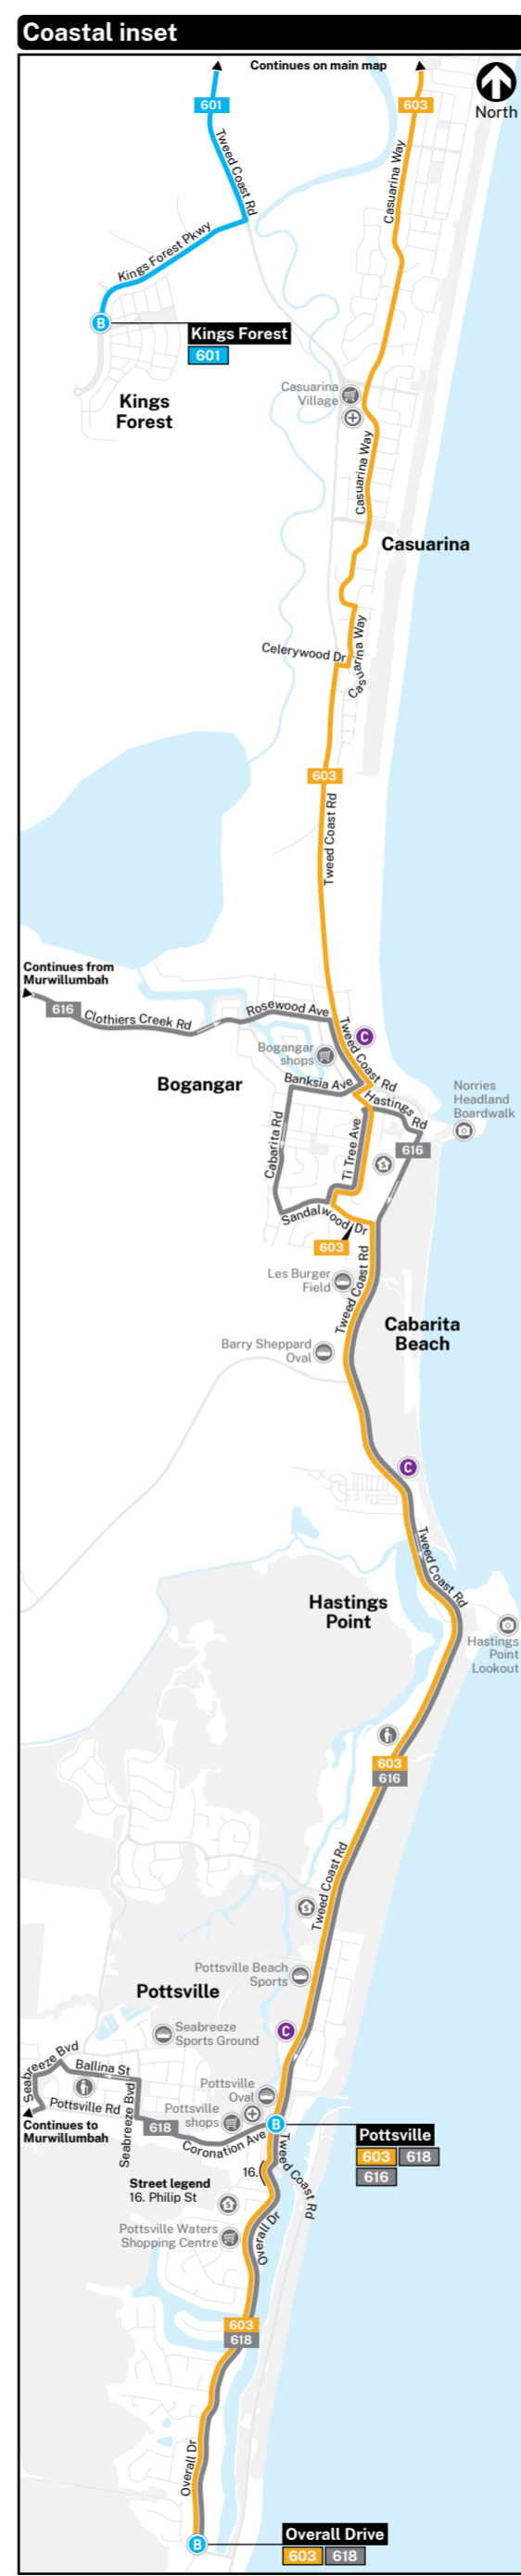 Coastal inset
Continues on main map
North
601
603
Tweed Coast Rd
Casuarina Way
Kings Forest Pkwy
B
Kings Forest
601
Kings
Forest
Casuarina
Village
Casuarina Way
Casuarina
Celerywood Dr
Casuarina Way
603
Tweed Coast Rd
Continues from
Murwillumbah
616
Clothiers Creek Rd
Rosewood Ave
Tweed Coast Rd
C
Bogangar
shops
Bogangar
Banksia Ave
Hastings Rd
Norries
Headland
Boardwalk
Cabarita Rd
Ti Tree Ave
616
S
Sandalwood Dr
603
Les Burger
Field
Tweed Coast Rd
Cabarita
Beach
Barry Sheppard
Oval
C
Tweed Coast Rd
Hastings
Point
Hastings
Point
Lookout
603
616
Tweed Coast Rd
S
Pottsville Beach
Sports
Pottsville
C
Seabreeze
Sports Ground
Seabreeze Bvd
Ballina St
Pottsville Rd
Seabreeze Bvd
Continues to
Murwillumbah
Pottsville
Oval
Pottsville
shops
618
Coronation Ave
B
Pottsville
603 618
616
Tweed Coast Rd
16.
Street legend
16. Philip St
S
Pottsville Waters
Shopping Centre
Overall Dr
603
618
Overall Dr
B
Overall Drive
603 618